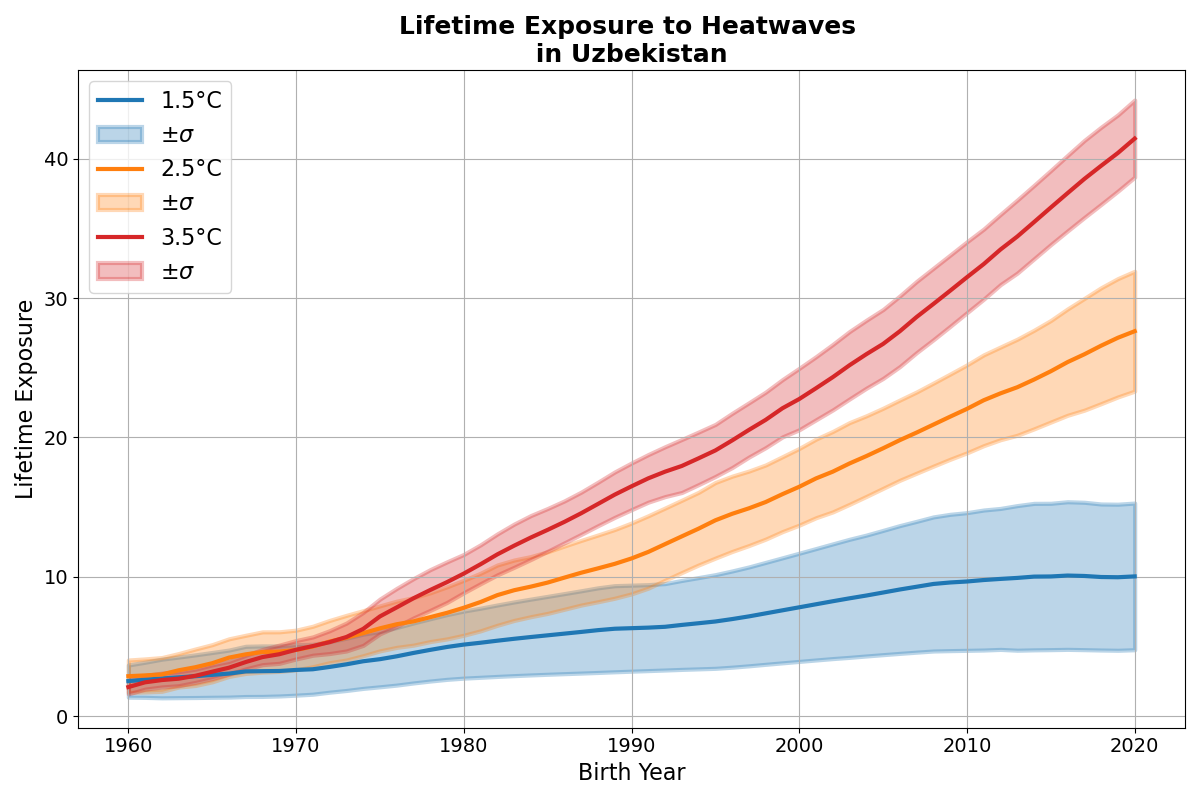 Lifetime Exposure to Heatwaves
in Uzbekistan
1.5°C
±σ
2.5°C
±σ
3.5°C
±σ
Lifetime Exposure
40
30
20
10
0
1960
1970
1980
1990
2000
2010
2020
Birth Year